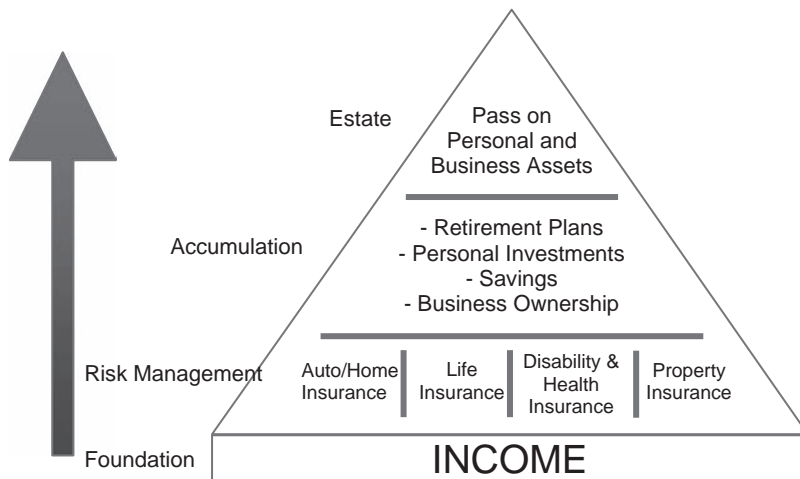 Estate
Pass on
Personal and
Business Assets
Accumulation
- Retirement Plans
- Personal Investments
- Savings
- Business Ownership
Risk Management
Auto/Home
Insurance
Life
Insurance
Disability &
Health
Insurance
Property
Insurance
Foundation
INCOME